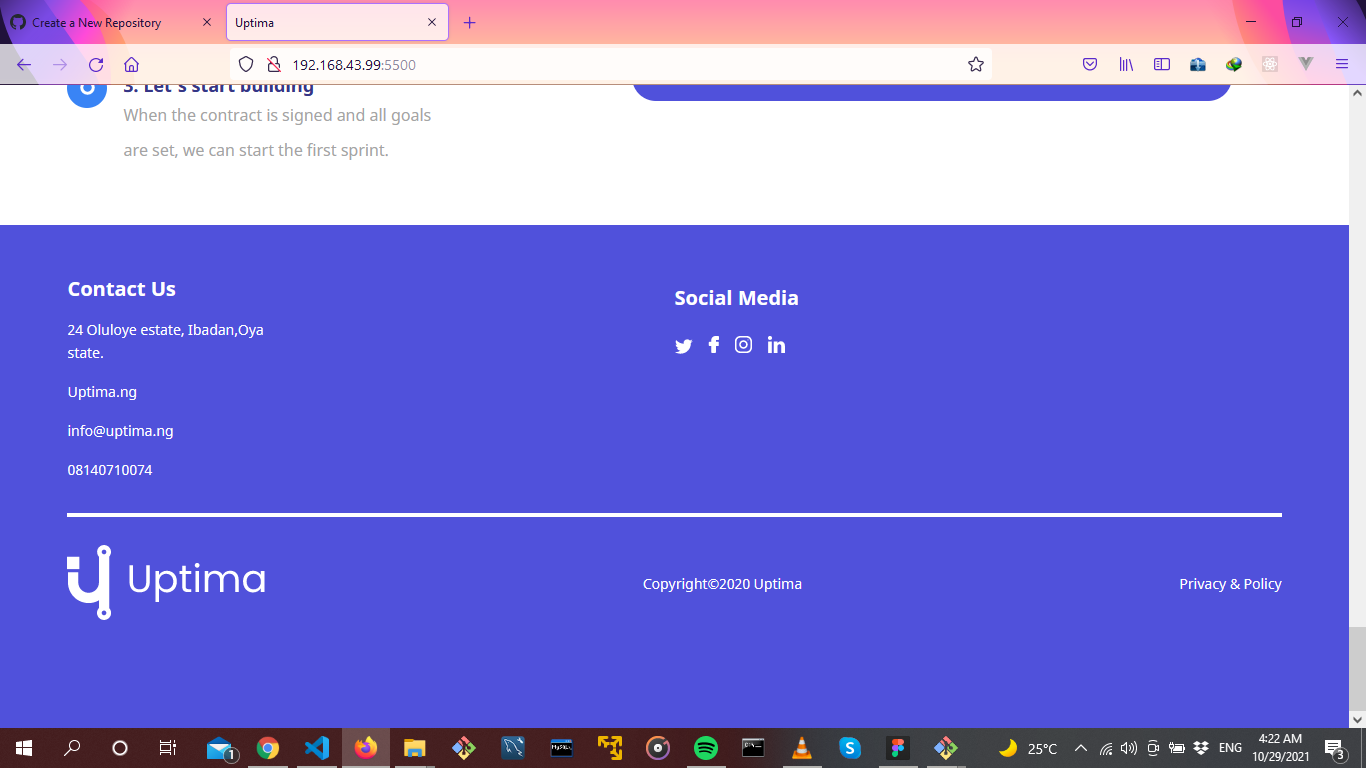 Create a New Repository
Uptima
192.168.43.99:5500
3. Let's start building
When the contract is signed and all goals
are set, we can start the first sprint.
Contact Us
24 Oluloye estate, Ibadan,Oya
state.
Uptima.ng
info@uptima.ng
08140710074
Social Media
Uptima
Copyright©2020 Uptima
Privacy & Policy
1
MySQL
25°C
ENG
4:22 AM
10/29/2021
3